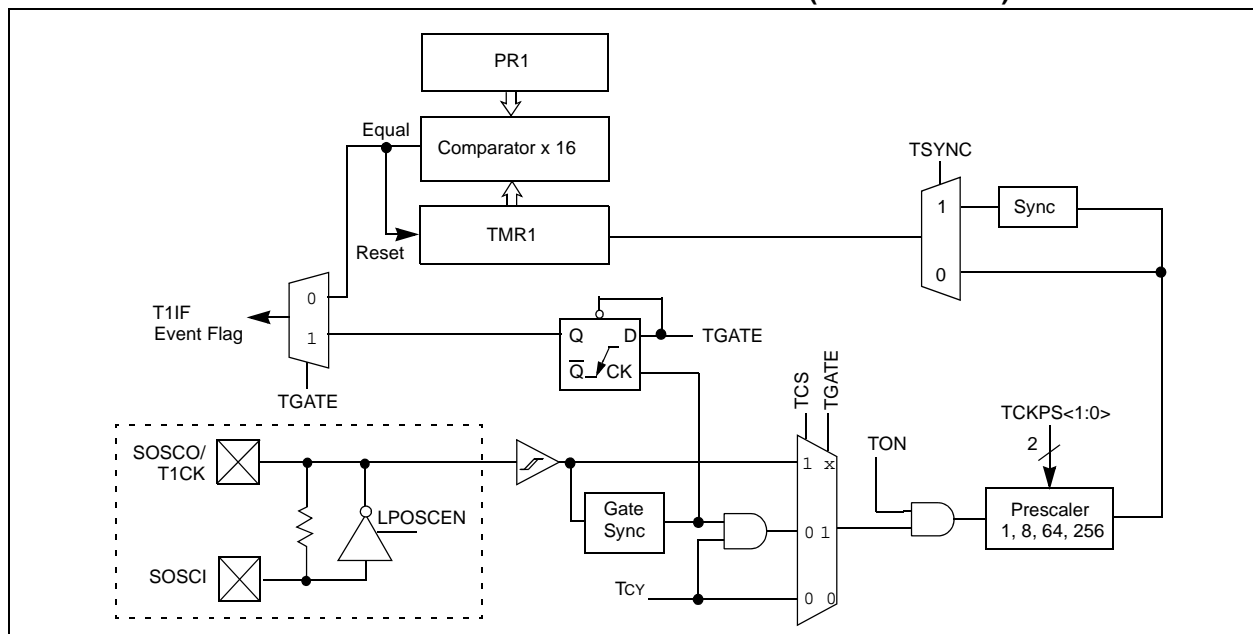 PR1
Equal
Comparator x 16
TSYNC
1
Sync
Reset
TMR1
0
T1IF
Event Flag
0
1
Q
D
TGATE
Q
CK
TGATE
TCS
TGATE
TCKPS<1:0>
2
TON
SOSCO/
T1CK
1 x
LPOSCEN
Gate
Sync
0 1
Prescaler
1, 8, 64, 256
SOSCI
TCY
0 0